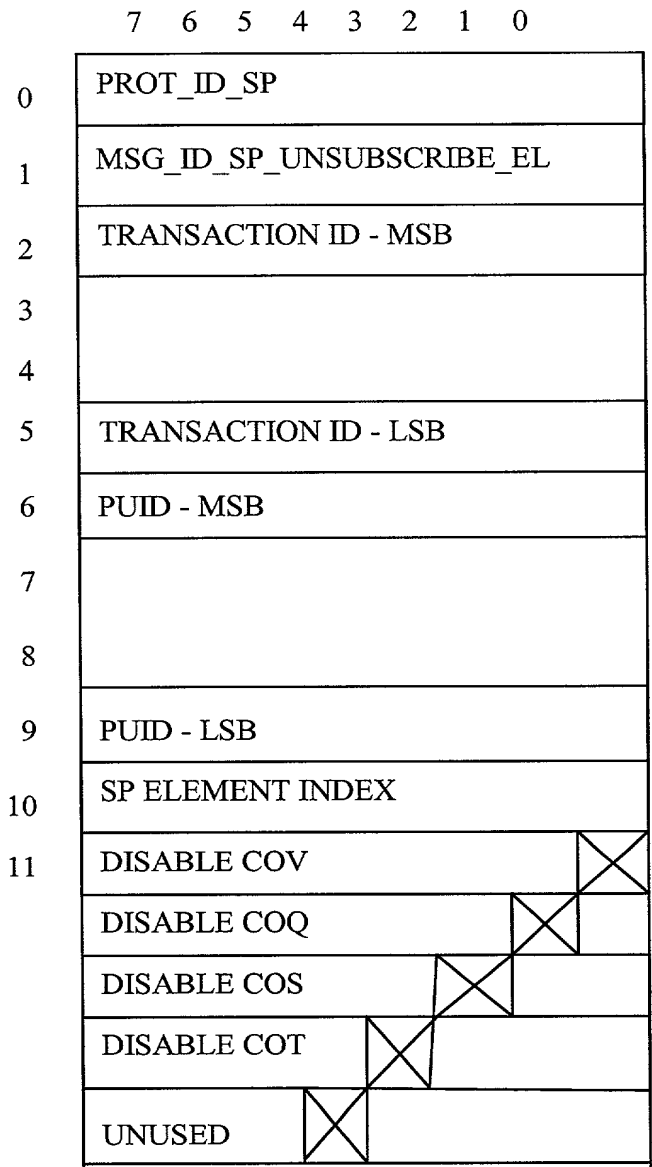 7 6 5 4 3 2 1 0
0 PROT_ID_SP
1 MSG_ID_SP_UNSUBSCRIBE_EL
2 TRANSACTION ID - MSB
3
4
5 TRANSACTION ID - LSB
6 PUID - MSB
7
8
9 PUID - LSB
10 SP ELEMENT INDEX
11 DISABLE COV
DISABLE COQ
DISABLE COS
DISABLE COT
UNUSED